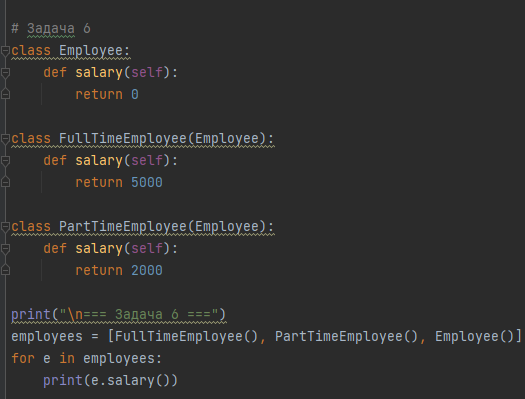 # Задача 6
class Employee:
    def salary(self):
        return 0
class FullTimeEmployee(Employee):
    def salary(self):
        return 5000
class PartTimeEmployee(Employee):
    def salary(self):
        return 2000
print("\n=== Задача 6 ===")
employees = [FullTimeEmployee(), PartTimeEmployee(), Employee()]
for e in employees:
    print(e.salary())